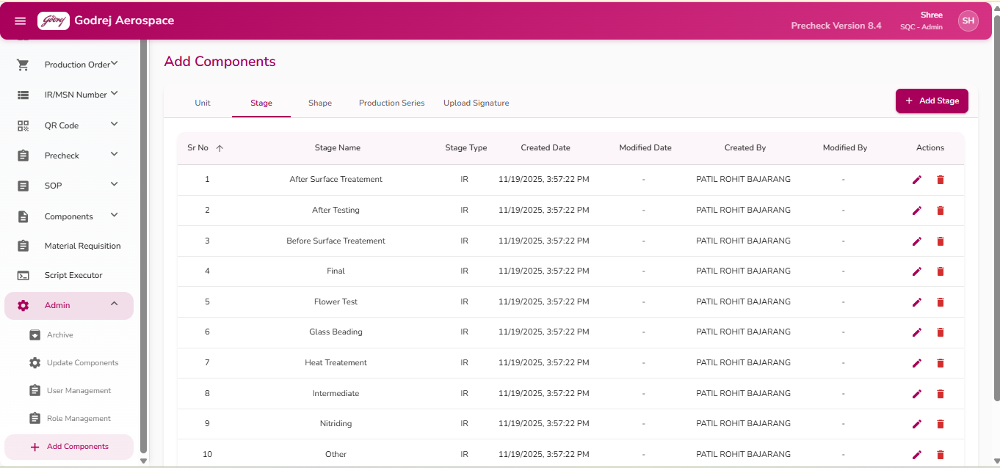 Godrej
Godrej Aerospace
Precheck Version 8.4
Shree
SQC - Admin
SH
Production Order
IR/MSN Number
QR Code
Precheck
SOP
Components
Material Requisition
Script Executor
Admin
Archive
Update Components
User Management
Role Management
Add Components
Add Components
Unit Stage Shape Production Series Upload Signature
+ Add Stage
Sr No Stage Name Stage Type Created Date Modified Date Created By Modified By Actions
1 After Surface Treatement IR 11/19/2025, 3:57:22 PM - PATIL ROHIT BAJARANG -
2 After Testing IR 11/19/2025, 3:57:22 PM - PATIL ROHIT BAJARANG -
3 Before Surface Treatement IR 11/19/2025, 3:57:22 PM - PATIL ROHIT BAJARANG -
4 Final IR 11/19/2025, 3:57:22 PM - PATIL ROHIT BAJARANG -
5 Flower Test IR 11/19/2025, 3:57:22 PM - PATIL ROHIT BAJARANG -
6 Glass Beading IR 11/19/2025, 3:57:22 PM - PATIL ROHIT BAJARANG -
7 Heat Treatement IR 11/19/2025, 3:57:22 PM - PATIL ROHIT BAJARANG -
8 Intermediate IR 11/19/2025, 3:57:22 PM - PATIL ROHIT BAJARANG -
9 Nitriding IR 11/19/2025, 3:57:22 PM - PATIL ROHIT BAJARANG -
10 Other IR 11/19/2025, 3:57:22 PM - PATIL ROHIT BAJARANG -